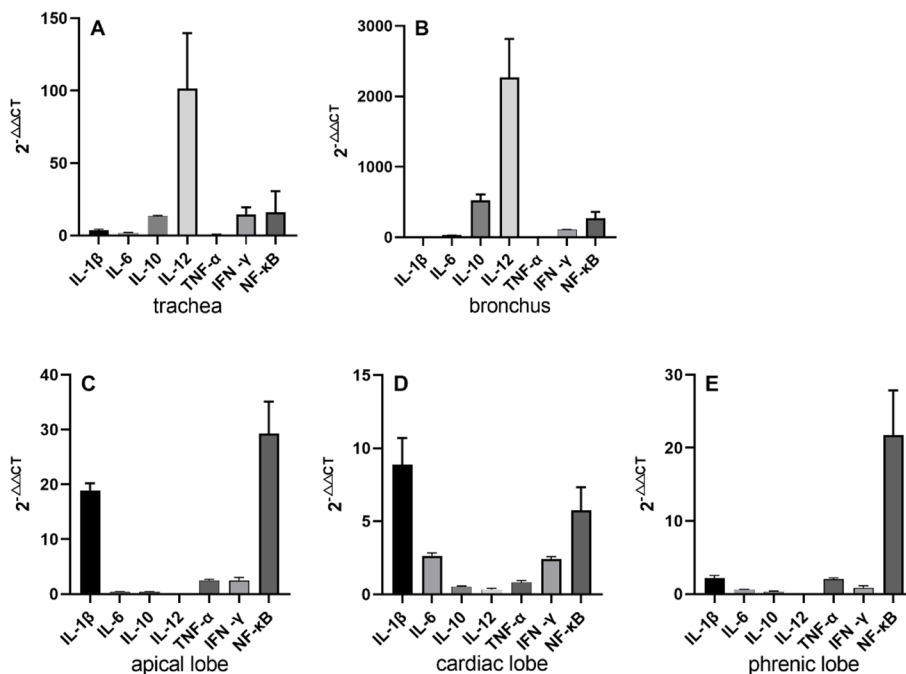 A
2^-ΔΔCT
150
100
50
0
IL-1β
IL-6
IL-10
IL-12
TNF-α
IFN -γ
NF-κB
trachea
B
2^-ΔΔCT
3000
2000
1000
500
0
IL-1β
IL-6
IL-10
IL-12
TNF-α
IFN -γ
NF-κB
bronchus
C
2^-ΔΔCT
40
30
20
10
0
IL-1β
IL-6
IL-10
IL-12
TNF-α
IFN -γ
NF-κB
apical lobe
D
2^-ΔΔCT
15
10
5
0
IL-1β
IL-6
IL-10
IL-12
TNF-α
IFN -γ
NF-κB
cardiac lobe
E
2^-ΔΔCT
30
20
10
0
IL-1β
IL-6
IL-10
IL-12
TNF-α
IFN -γ
NF-κB
phrenic lobe